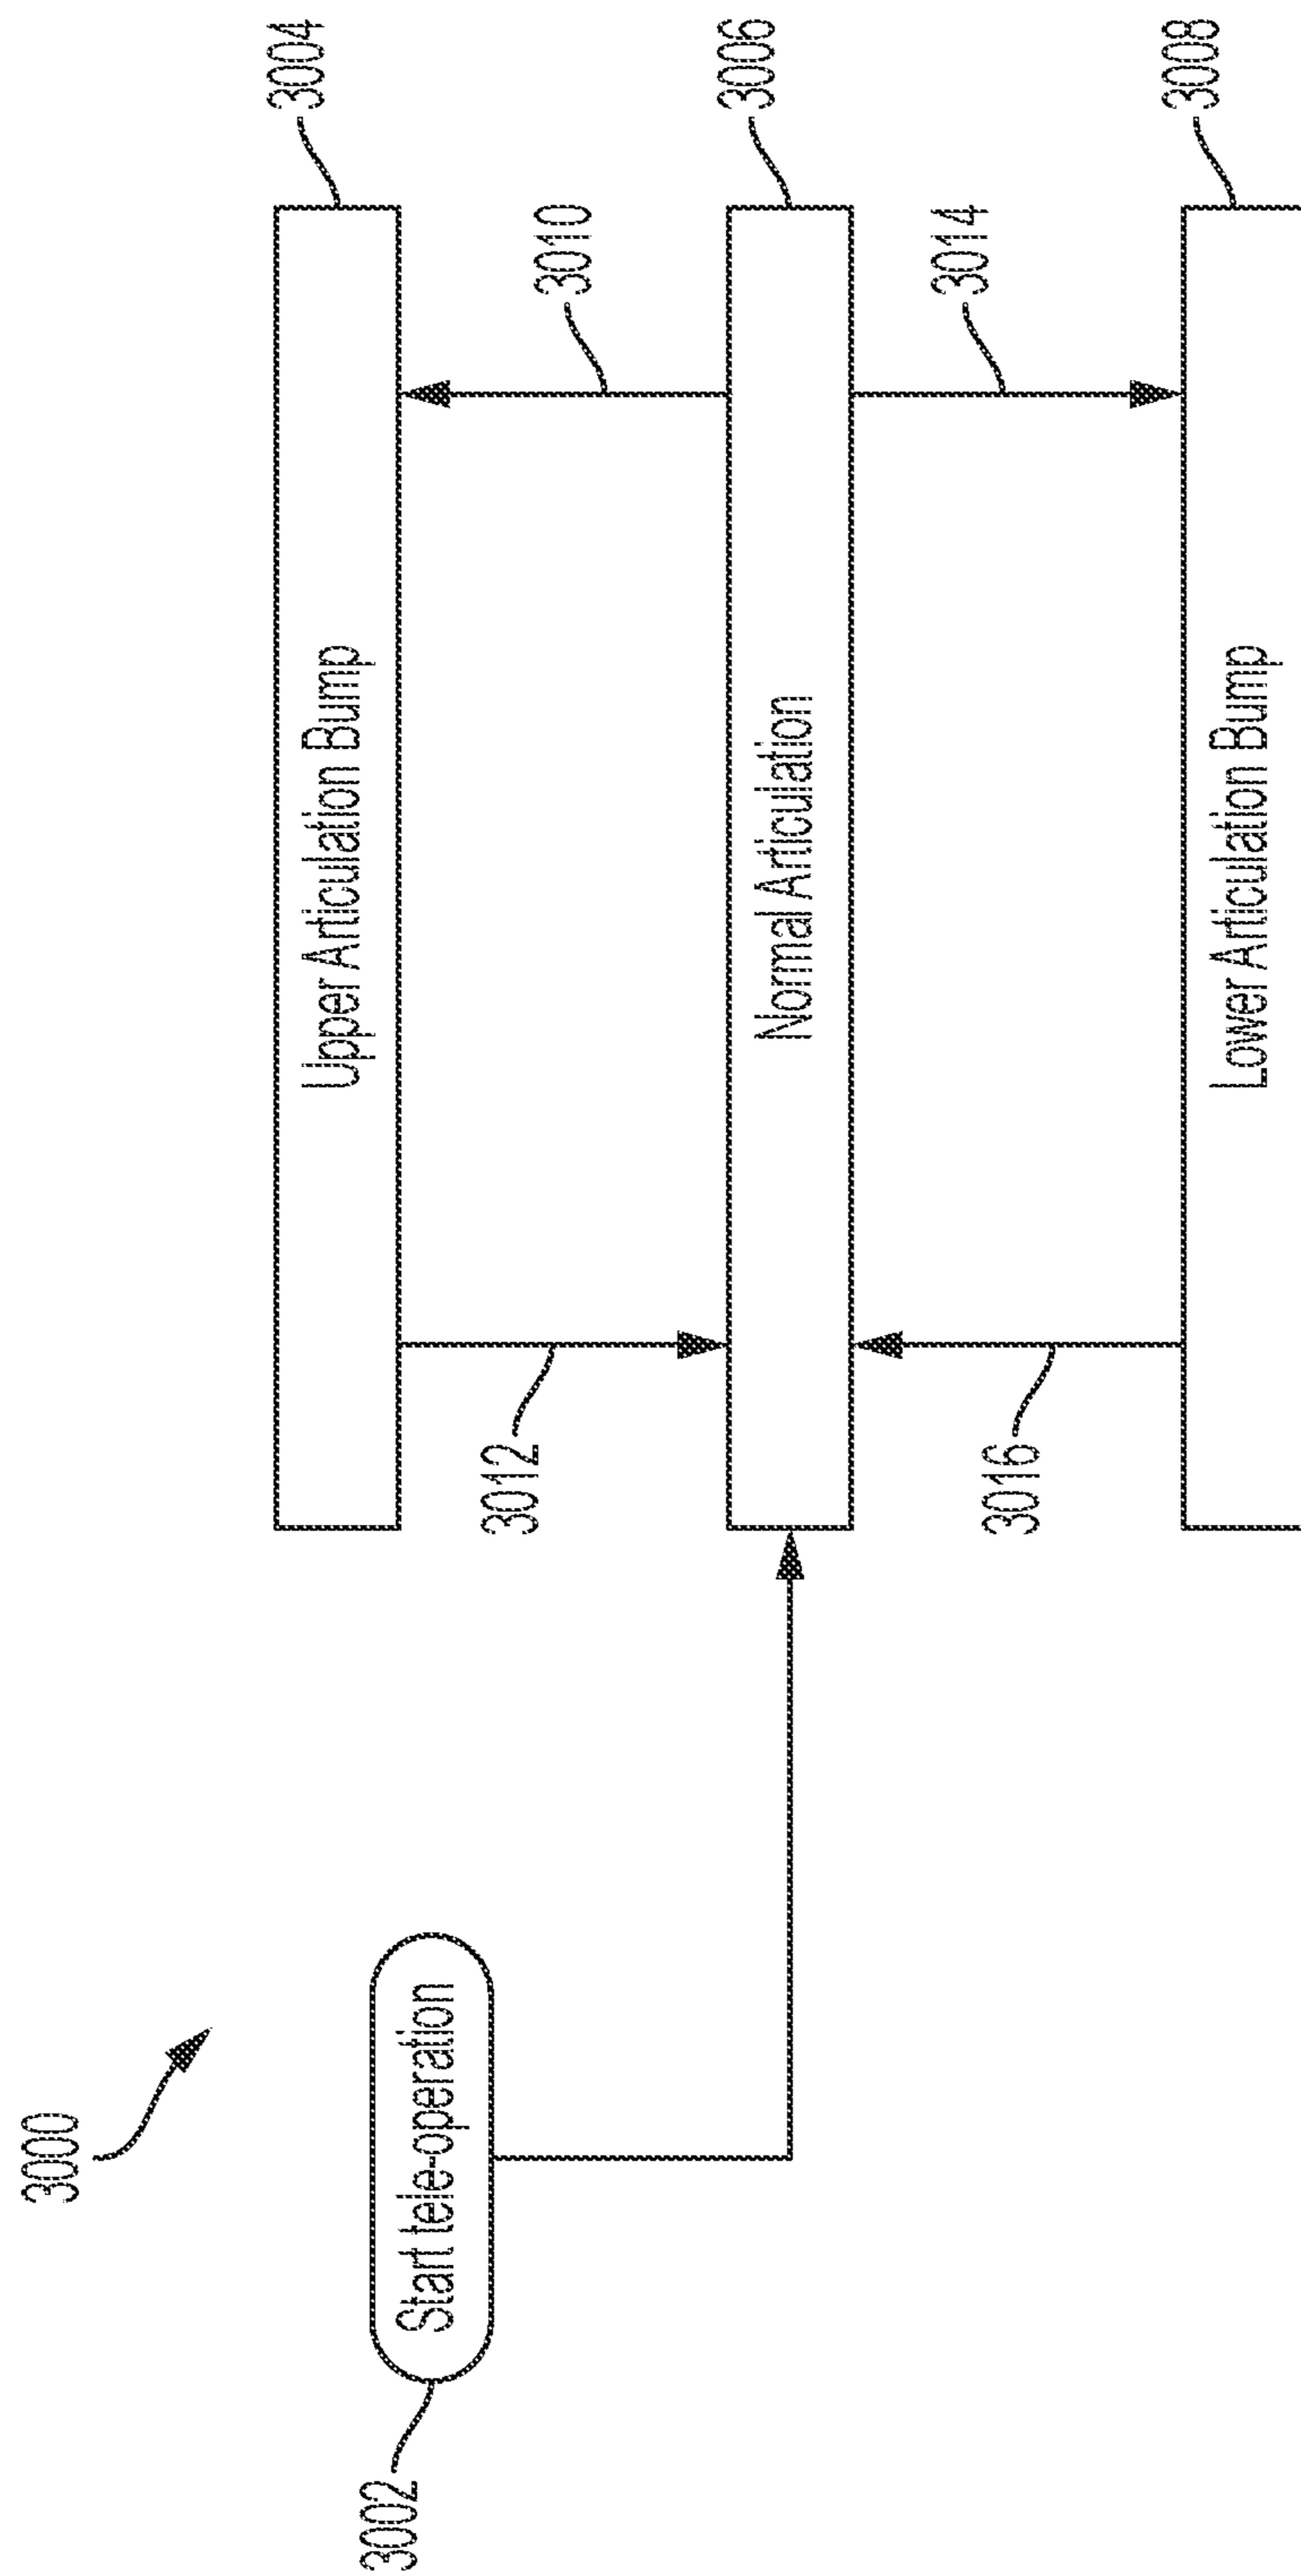 3000
3002
Start tele-operation
3004
Upper Articulation Bump
3012
3010
3006
Normal Articulation
3016
3014
3008
Lower Articulation Bump